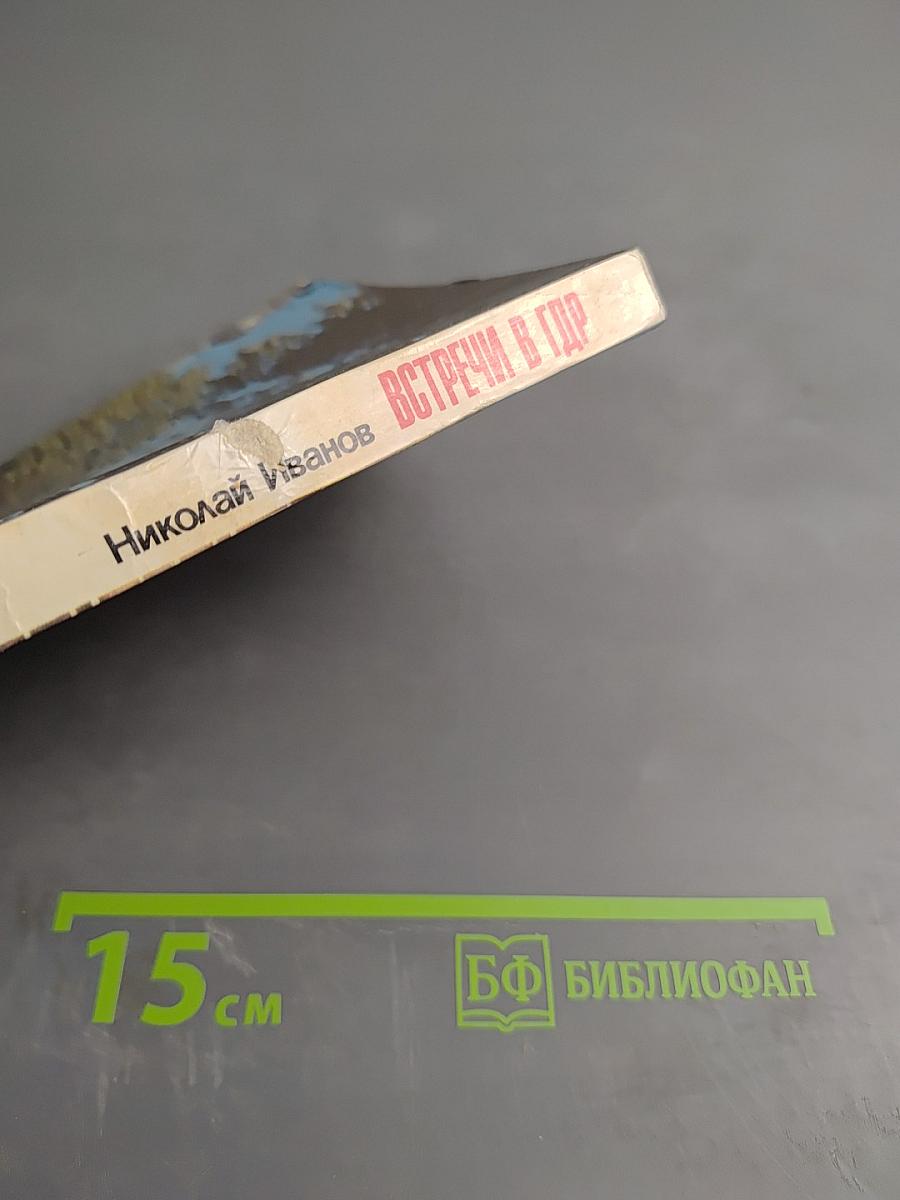 Николай Иванов ВСТРЕЧИ В ГДР
15 см
БФ БИБЛИОФАН